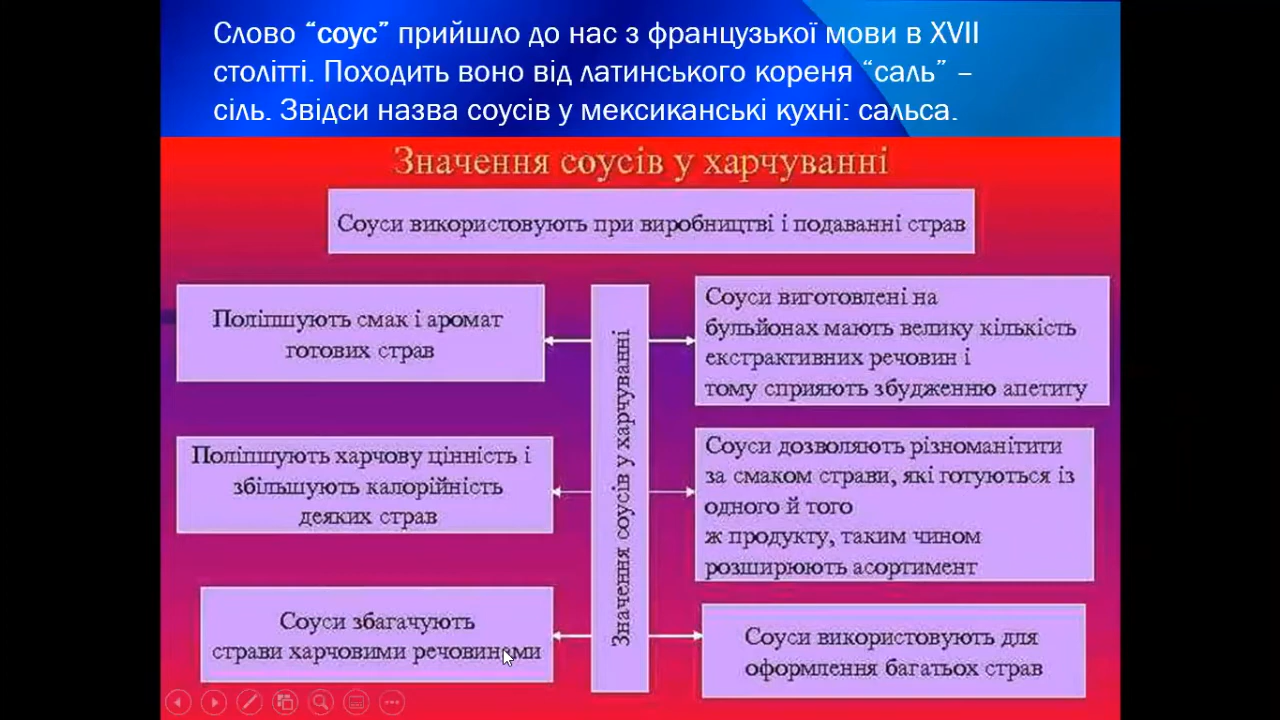 Слово “соус” прийшло до нас з французької мови в XVII
столітті. Походить воно від латинського кореня “саль” –
сіль. Звідси назва соусів у мексиканські кухні: сальса.
Значення соусів у харчуванні
Соуси використовують при виробництві і подаванні страв
Поліпшують смак і аромат
готових страв
Поліпшують харчову цінність і
збільшують калорійність
деяких страв
Соуси збагачують
страви харчовими речовинами
Значення соусів у харчуванні
Соуси виготовлені на
бульйонах мають велику кількість
екстрактивних речовин і
тому сприяють збудженню апетиту
Соуси дозволяють різноманітити
за смаком страви, які готуються із
одного й того
ж продукту, таким чином
розширюють асортимент
Соуси використовують для
оформлення багатьох страв